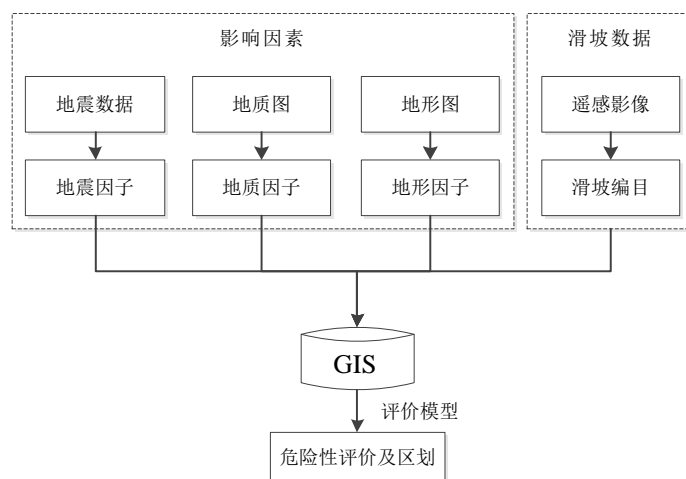 影响因素
滑坡数据
地震数据
地质图
地形图
遥感影像
地震因子
地质因子
地形因子
滑坡编目
GIS
评价模型
危险性评价及区划